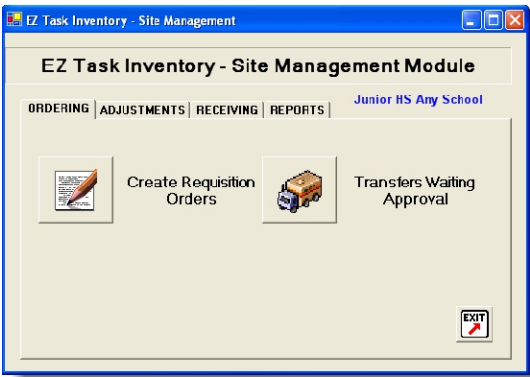 EZ Task Inventory - Site Management
EZ Task Inventory - Site Management Module
ORDERING ADJUSTMENTS RECEIVING REPORTS Junior HS Any School
Create Requisition Transfers Waiting
Orders Approval
EXIT